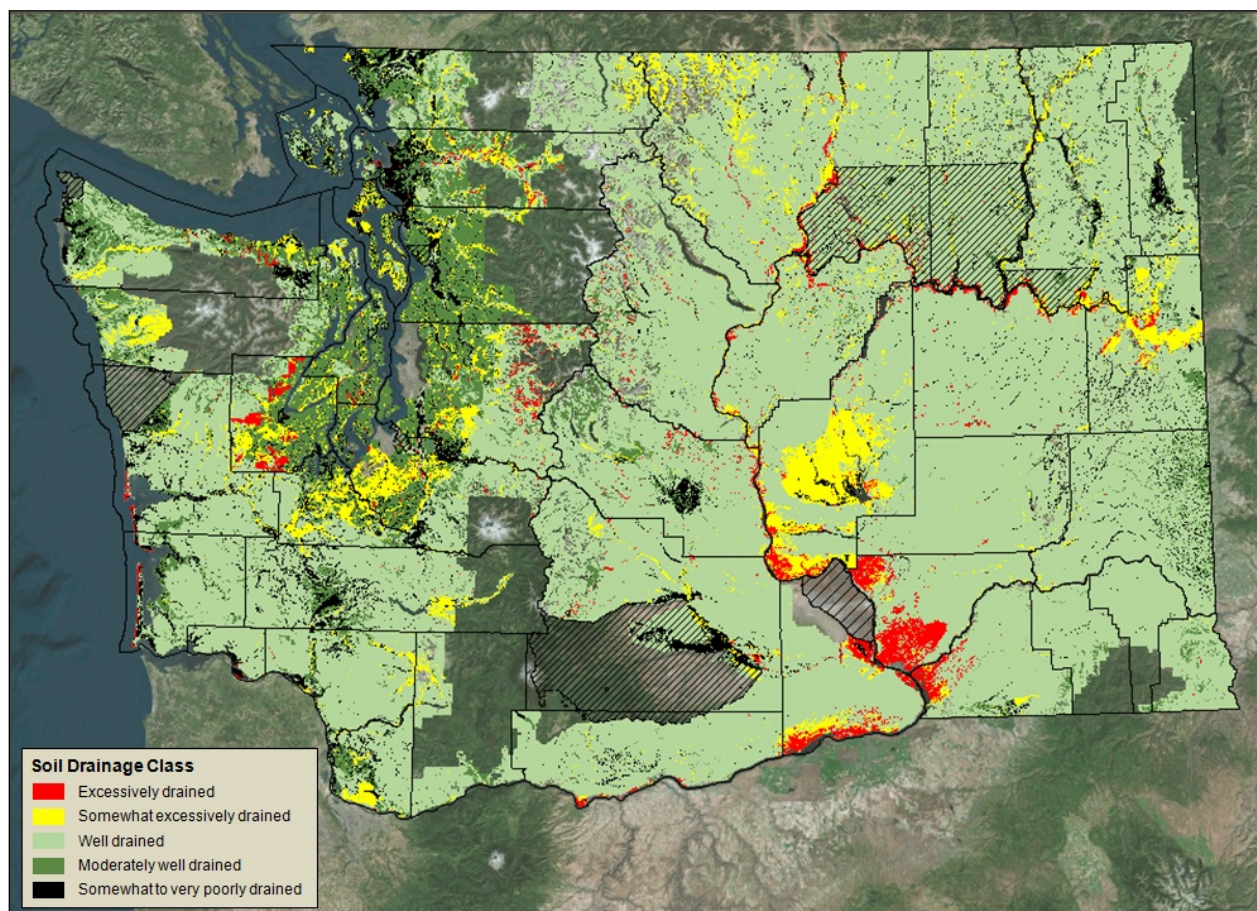 Soil Drainage Class
Excessively drained
Somewhat excessively drained
Well drained
Moderately well drained
Somewhat to very poorly drained